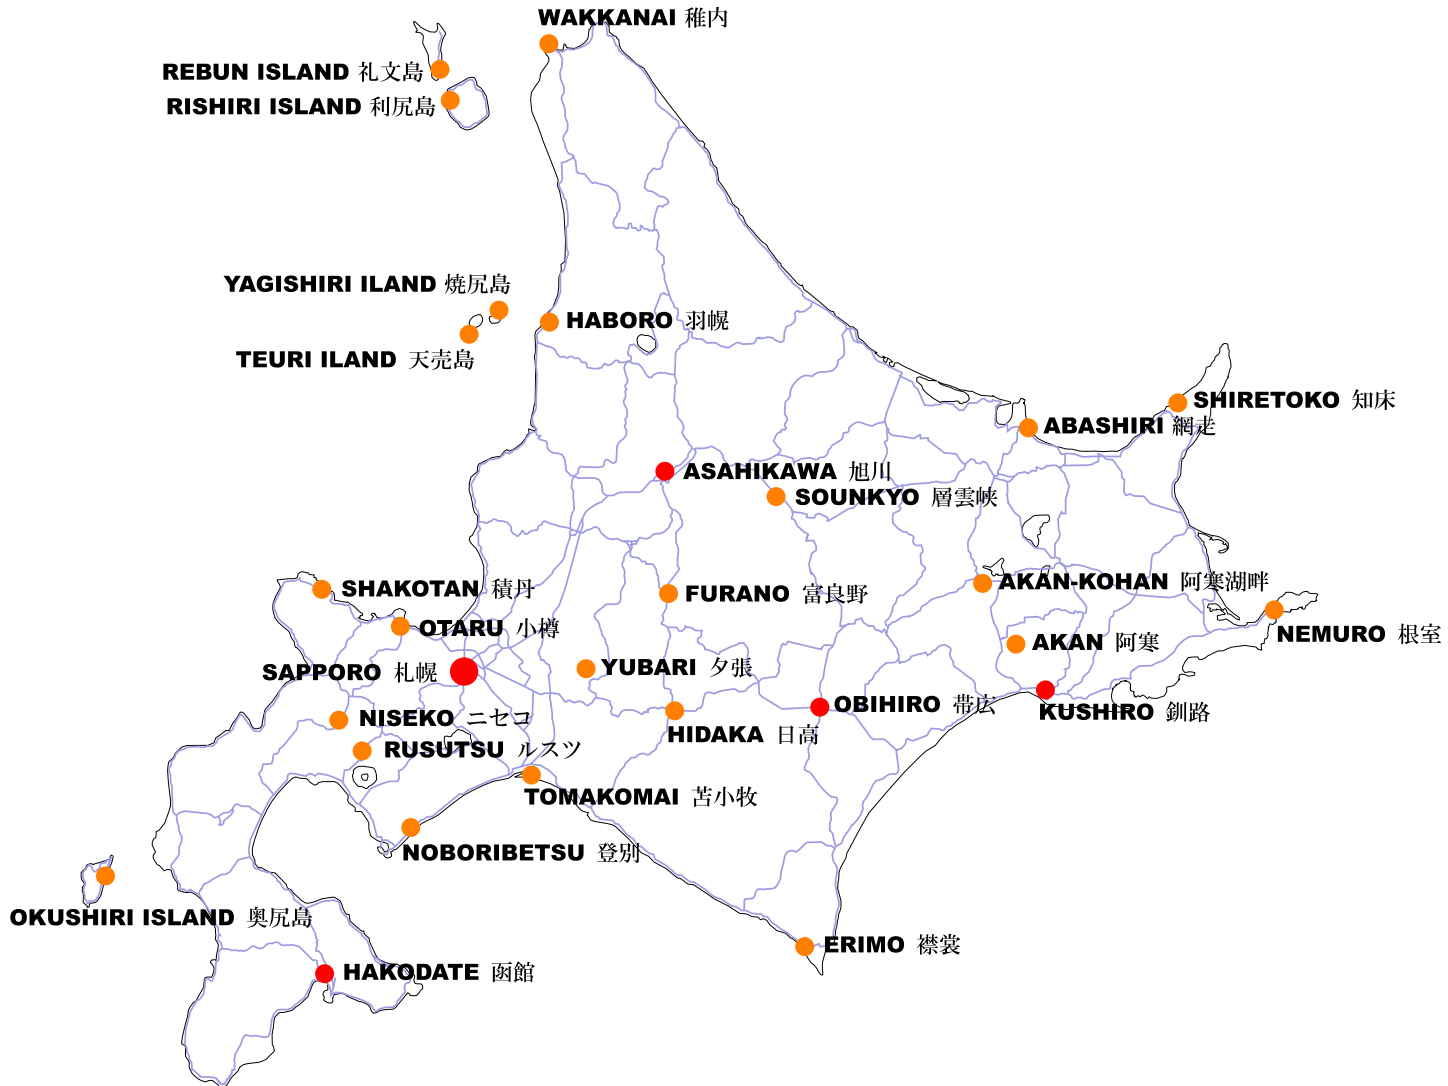 WAKKANAI 稚内
REBUN ISLAND 礼文島
RISHIRI ISLAND 利尻島
YAGISHIRI ILAND 焼尻島
HABORO 羽幌
TEURI ILAND 天売島
SHIRETOKO 知床
ABASHIRI 網走
ASAHIKAWA 旭川
SOUNKYO 層雲峡
AKAN-KOHAN 阿寒湖畔
SHAKOTAN 積丹
FURANO 富良野
OTARU 小樽
NEMURO 根室
AKAN 阿寒
YUBARI 夕張
SAPPORO 札幌
OBIHIRO 帯広
KUSHIRO 釧路
NISEKO ニセコ
HIDAKA 日高
RUSUTSU ルスツ
TOMAKOMAI 苫小牧
NOBORIBETSU 登別
OKUSHIRI ISLAND 奥尻島
ERIMO 襟裳
HAKODATE 函館